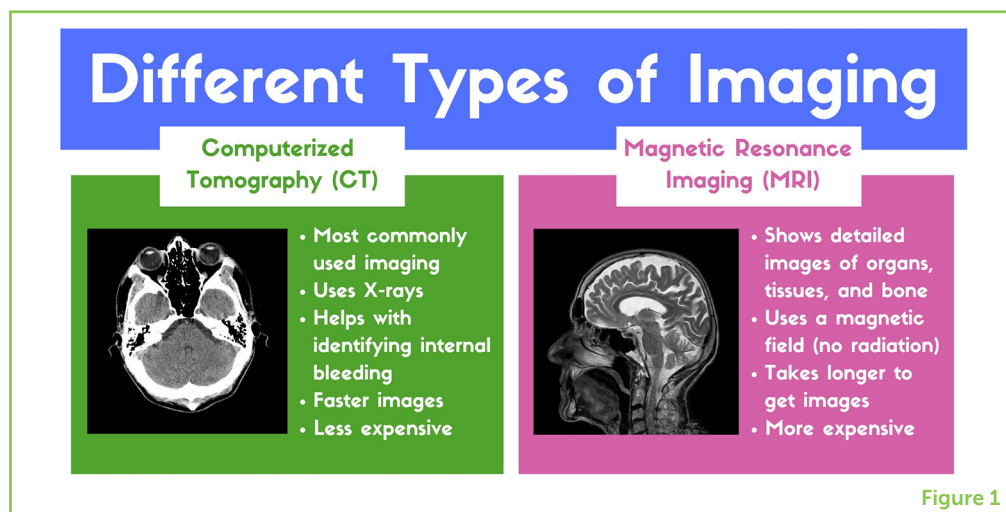 Different Types of Imaging
Computerized
Tomography (CT)
• Most commonly
used imaging
• Uses X-rays
• Helps with
identifying internal
bleeding
• Faster images
• Less expensive
Magnetic Resonance
Imaging (MRI)
• Shows detailed
images of organs,
tissues, and bone
• Uses a magnetic
field (no radiation)
• Takes longer to
get images
• More expensive
Figure 1